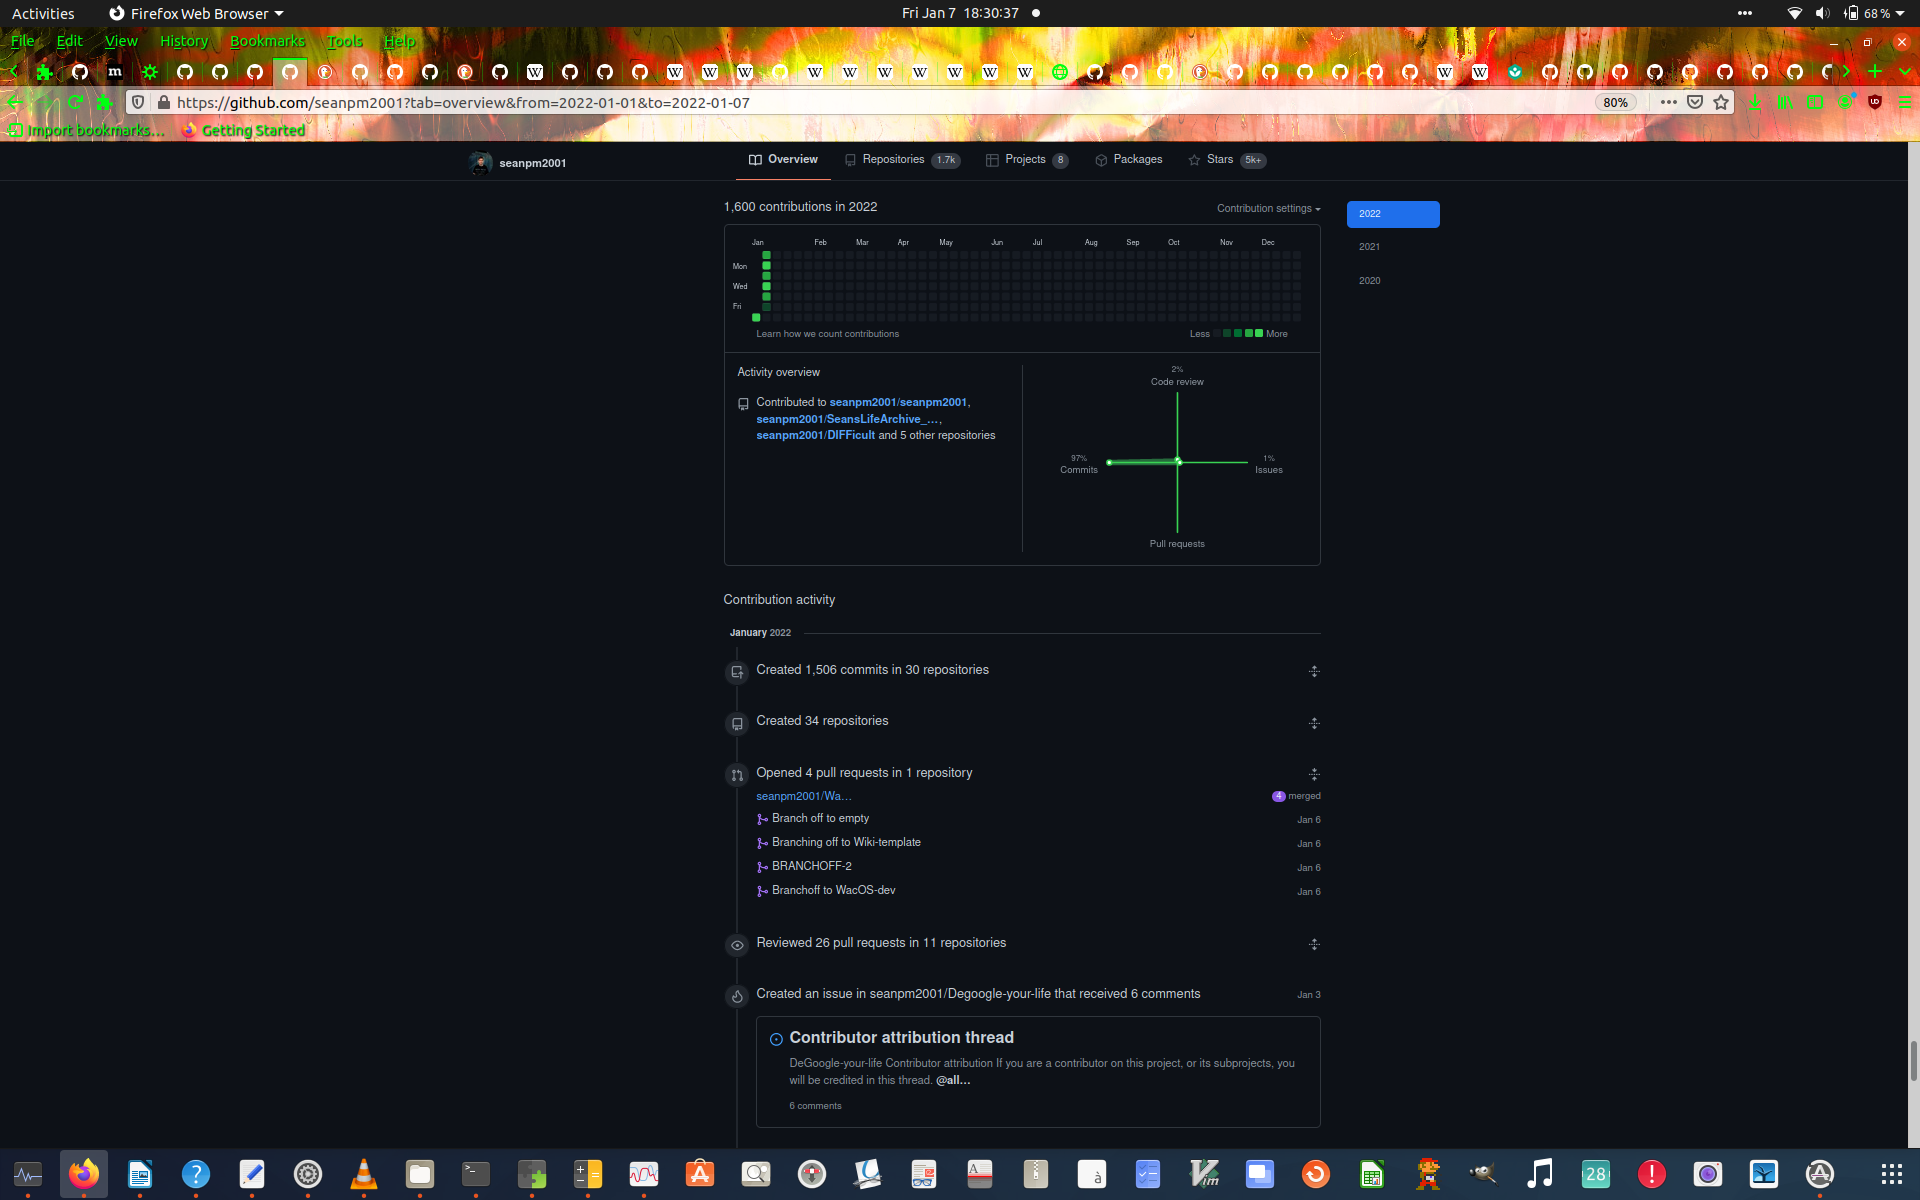 Activities Firefox Web Browser Fri Jan 7 18:30:37 68 %
File Edit View History Bookmarks Tools Help
https://github.com/seanpm2001?tab=overview&from=2022-01-01&to=2022-01-07 80%
Import bookmarks... Getting Started
seanpm2001 Overview Repositories 1.7k Projects 8 Packages Stars 5k+
1,600 contributions in 2022 Contribution settings
2022
2021
2020
Jan Feb Mar Apr May Jun Jul Aug Sep Oct Nov Dec
Mon
Wed
Fri
Learn how we count contributions Less More
Activity overview
Contributed to seanpm2001/seanpm2001,
seanpm2001/SeansLifeArchive_...,
seanpm2001/DIFFicult and 5 other repositories
2%
Code review
97%
Commits
1%
Issues
Pull requests
Contribution activity
January 2022
Created 1,506 commits in 30 repositories
Created 34 repositories
Opened 4 pull requests in 1 repository
seanpm2001/Wa... 4 merged
Branch off to empty Jan 6
Branching off to Wiki-template Jan 6
BRANCHOFF-2 Jan 6
Branchoff to WacOS-dev Jan 6
Reviewed 26 pull requests in 11 repositories
Created an issue in seanpm2001/Degoogle-your-life that received 6 comments Jan 3
Contributor attribution thread
DeGoogle-your-life Contributor attribution If you are a contributor on this project, or its subprojects, you
will be credited in this thread. @all...
6 comments
28